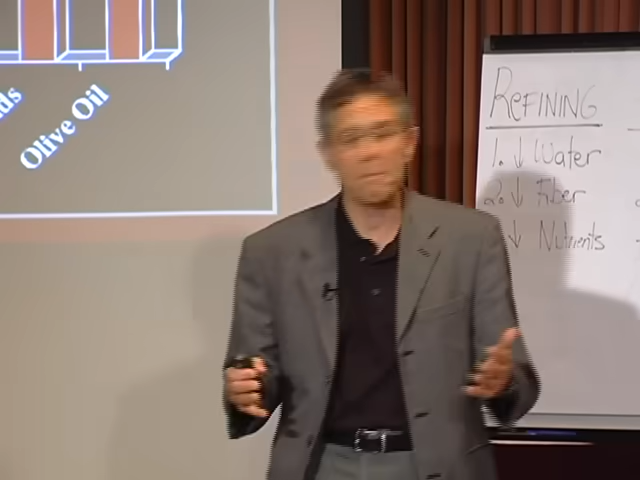 ds
Olive Oil
REFINING
1. ↓ Water
2. ↓ Fiber
↓ Nutrients